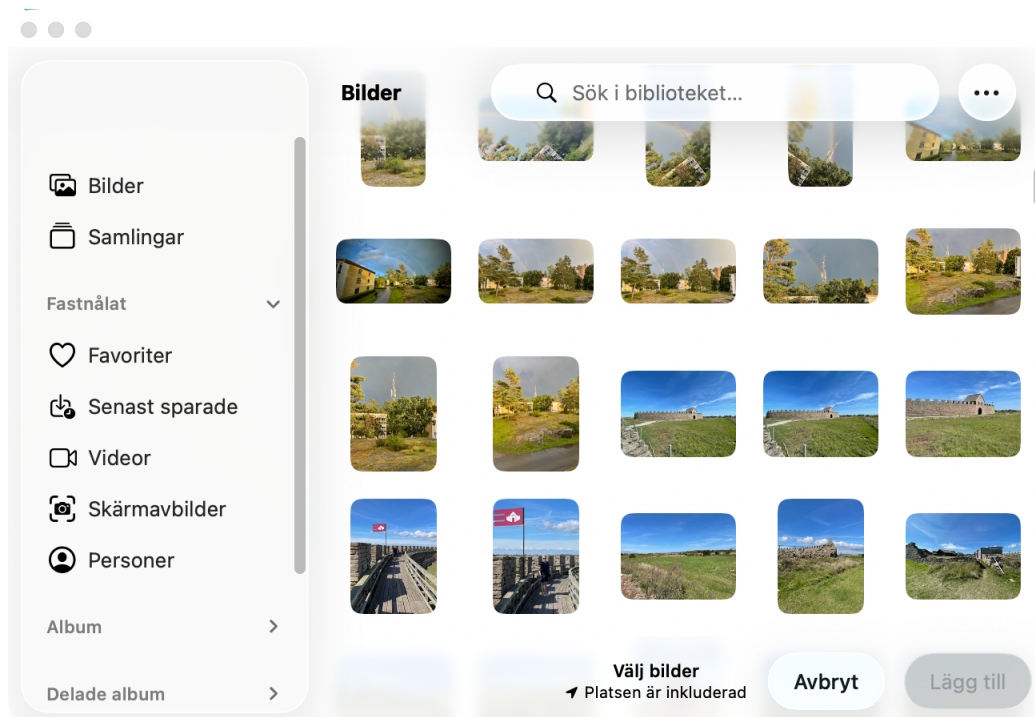 Bilder
Sök i biblioteket...
Bilder
Samlingar
Fastnålat
Favoriter
Senast sparade
Videor
Skärmavbilder
Personer
Album
Delade album
Välj bilder
Platsen är inkluderad
Avbryt
Lägg till